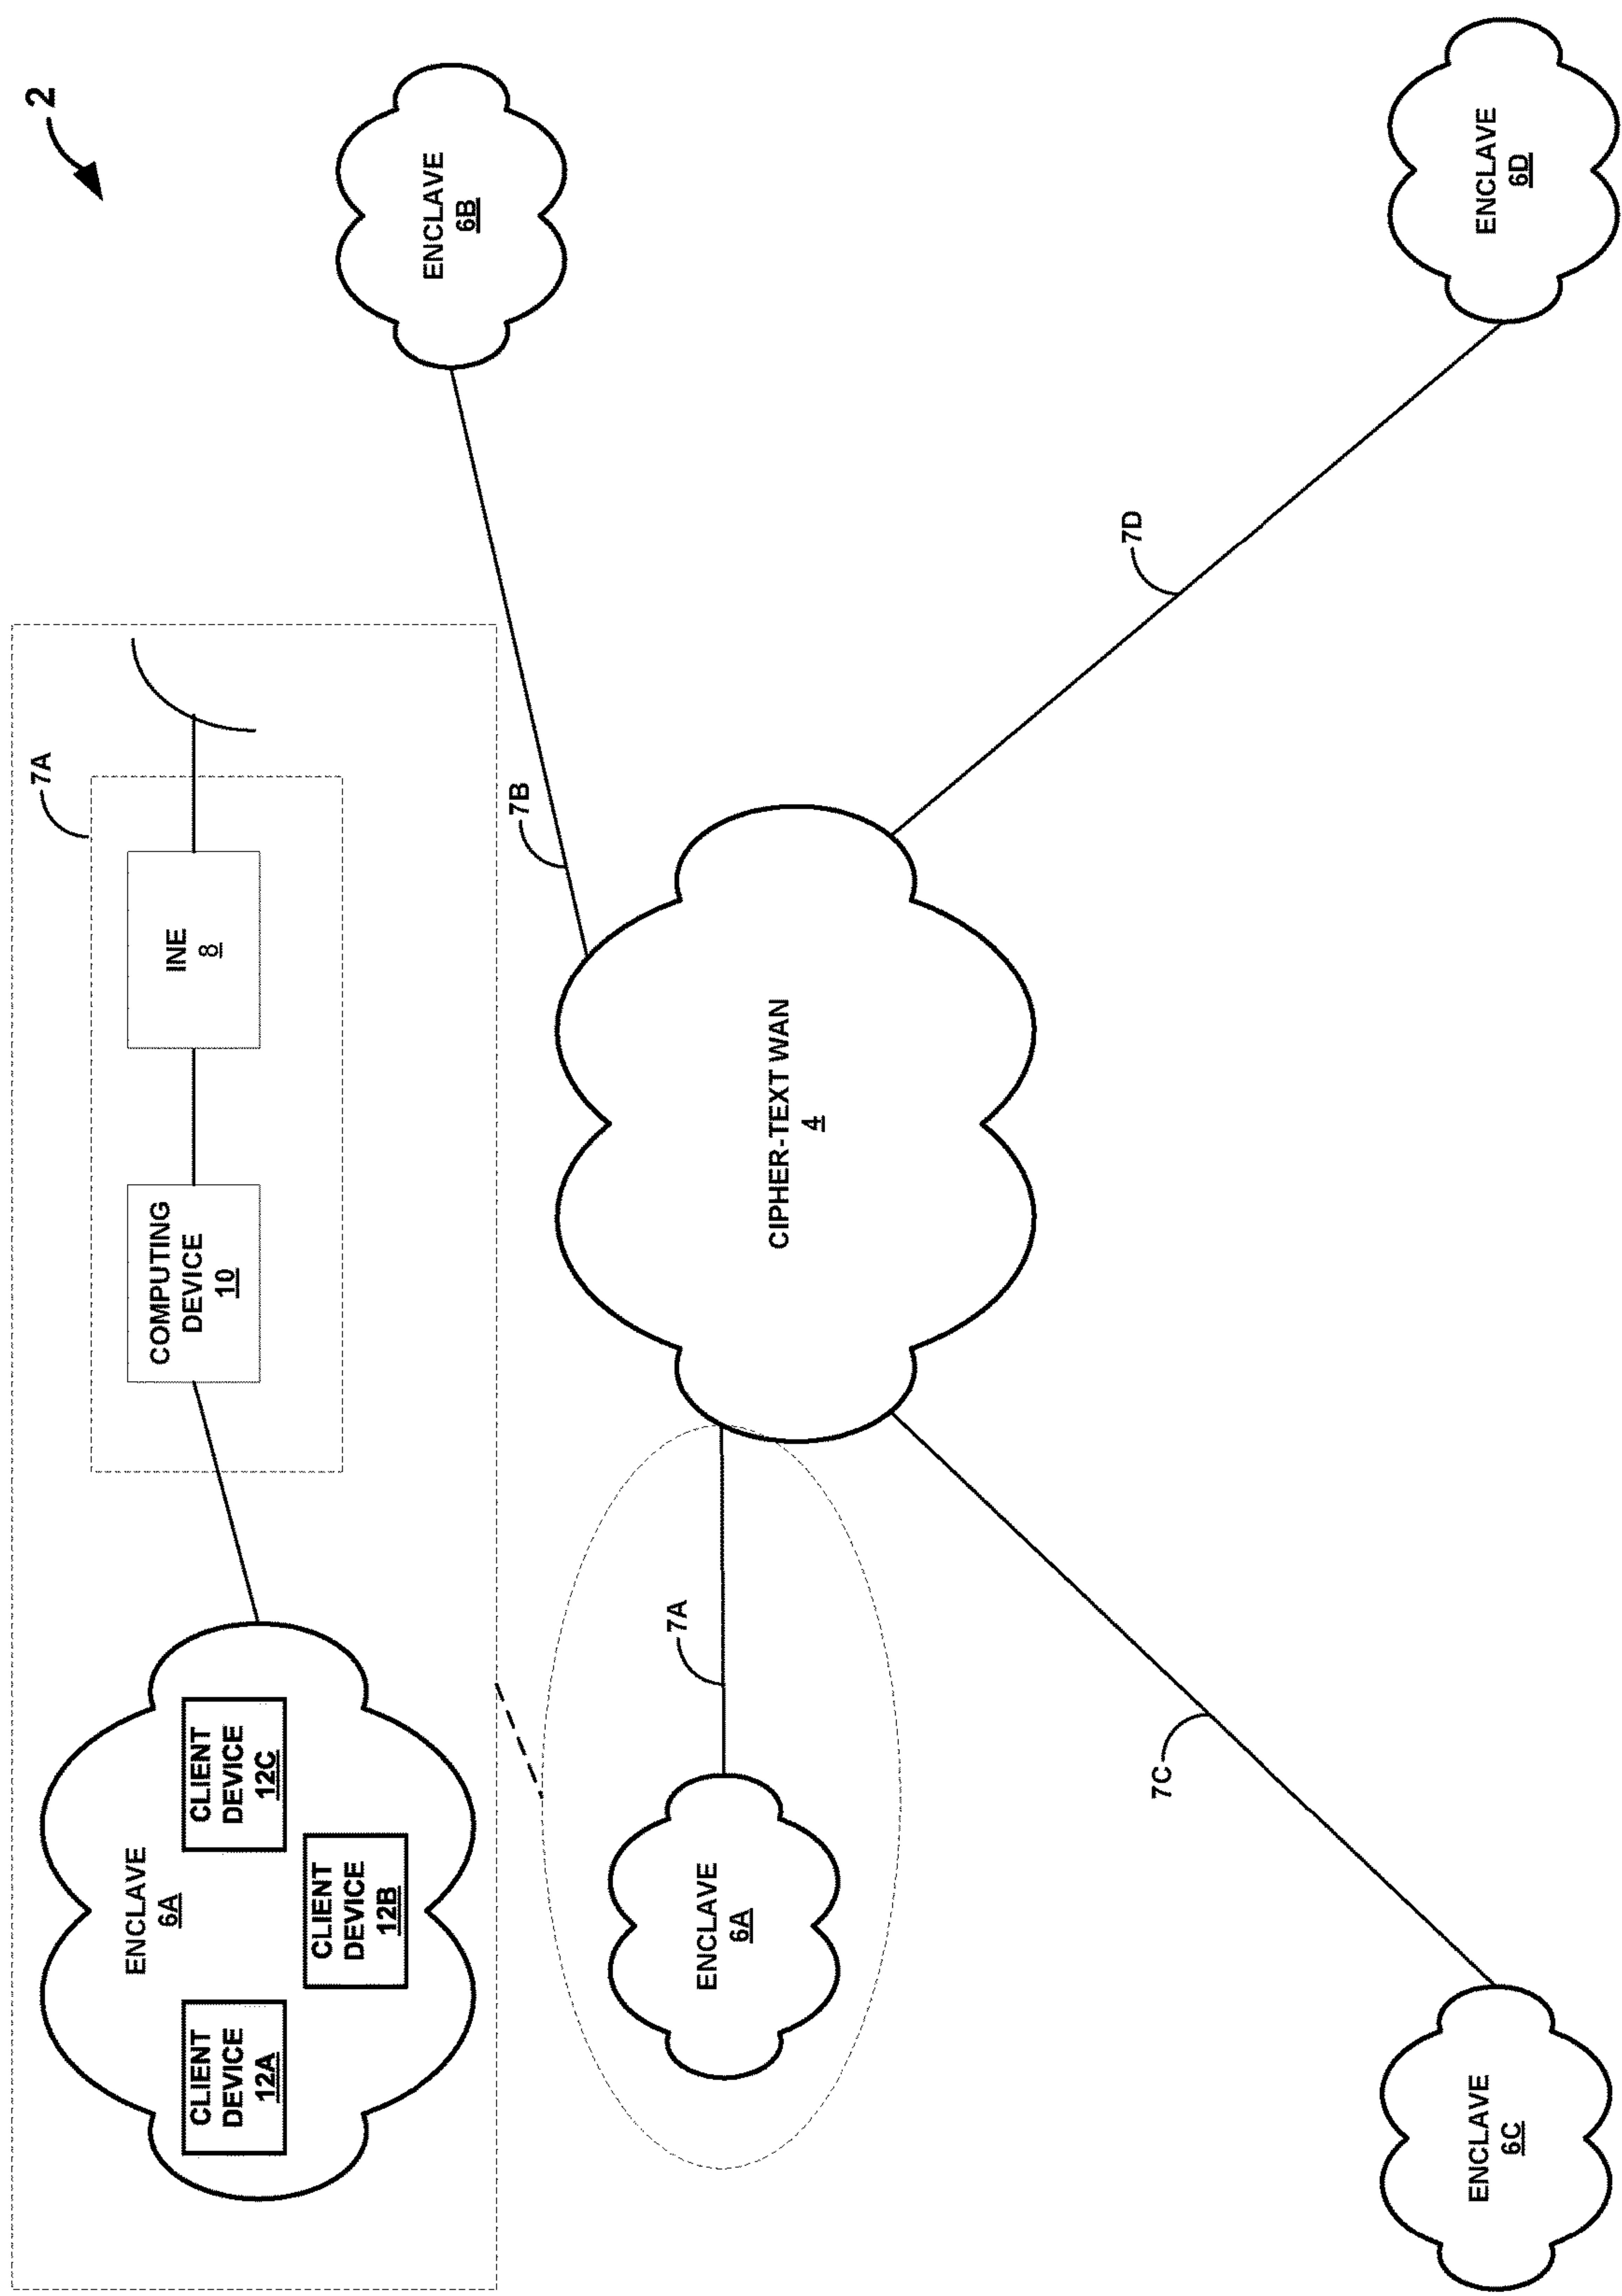 2
7A
ENCLAVE
6A
CLIENT
DEVICE
12A
CLIENT
DEVICE
12B
CLIENT
DEVICE
12C
COMPUTING
DEVICE
10
INE
8
ENCLAVE
6B
7B
ENCLAVE
6A
7A
CIPHER-TEXT WAN
4
7D
7C
ENCLAVE
6C
ENCLAVE
6D